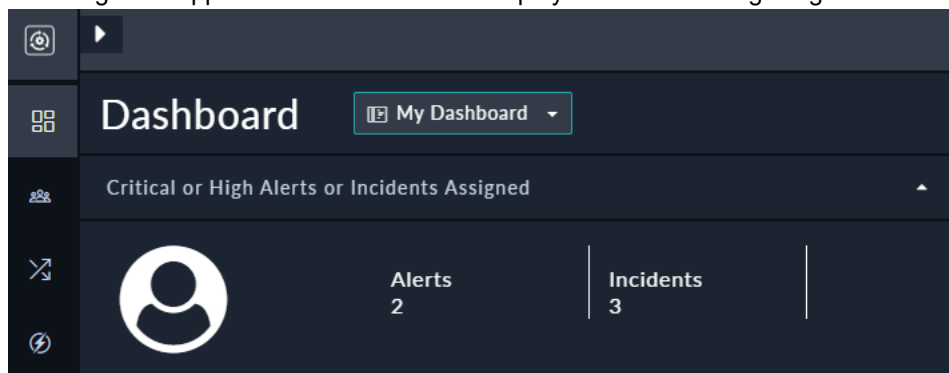 Dashboard
My Dashboard
Critical or High Alerts or Incidents Assigned
Alerts
2
Incidents
3